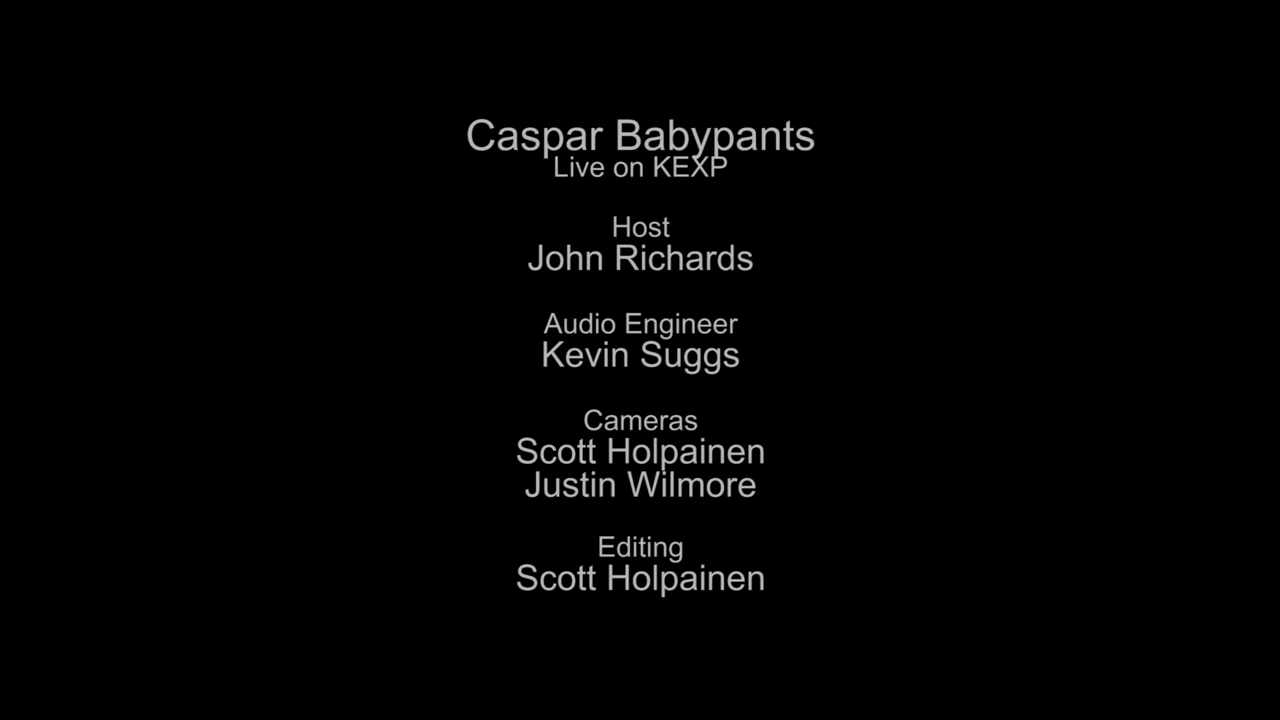 Caspar Babypants
Live on KEXP
Host
John Richards
Audio Engineer
Kevin Suggs
Cameras
Scott Holpainen
Justin Wilmore
Editing
Scott Holpainen